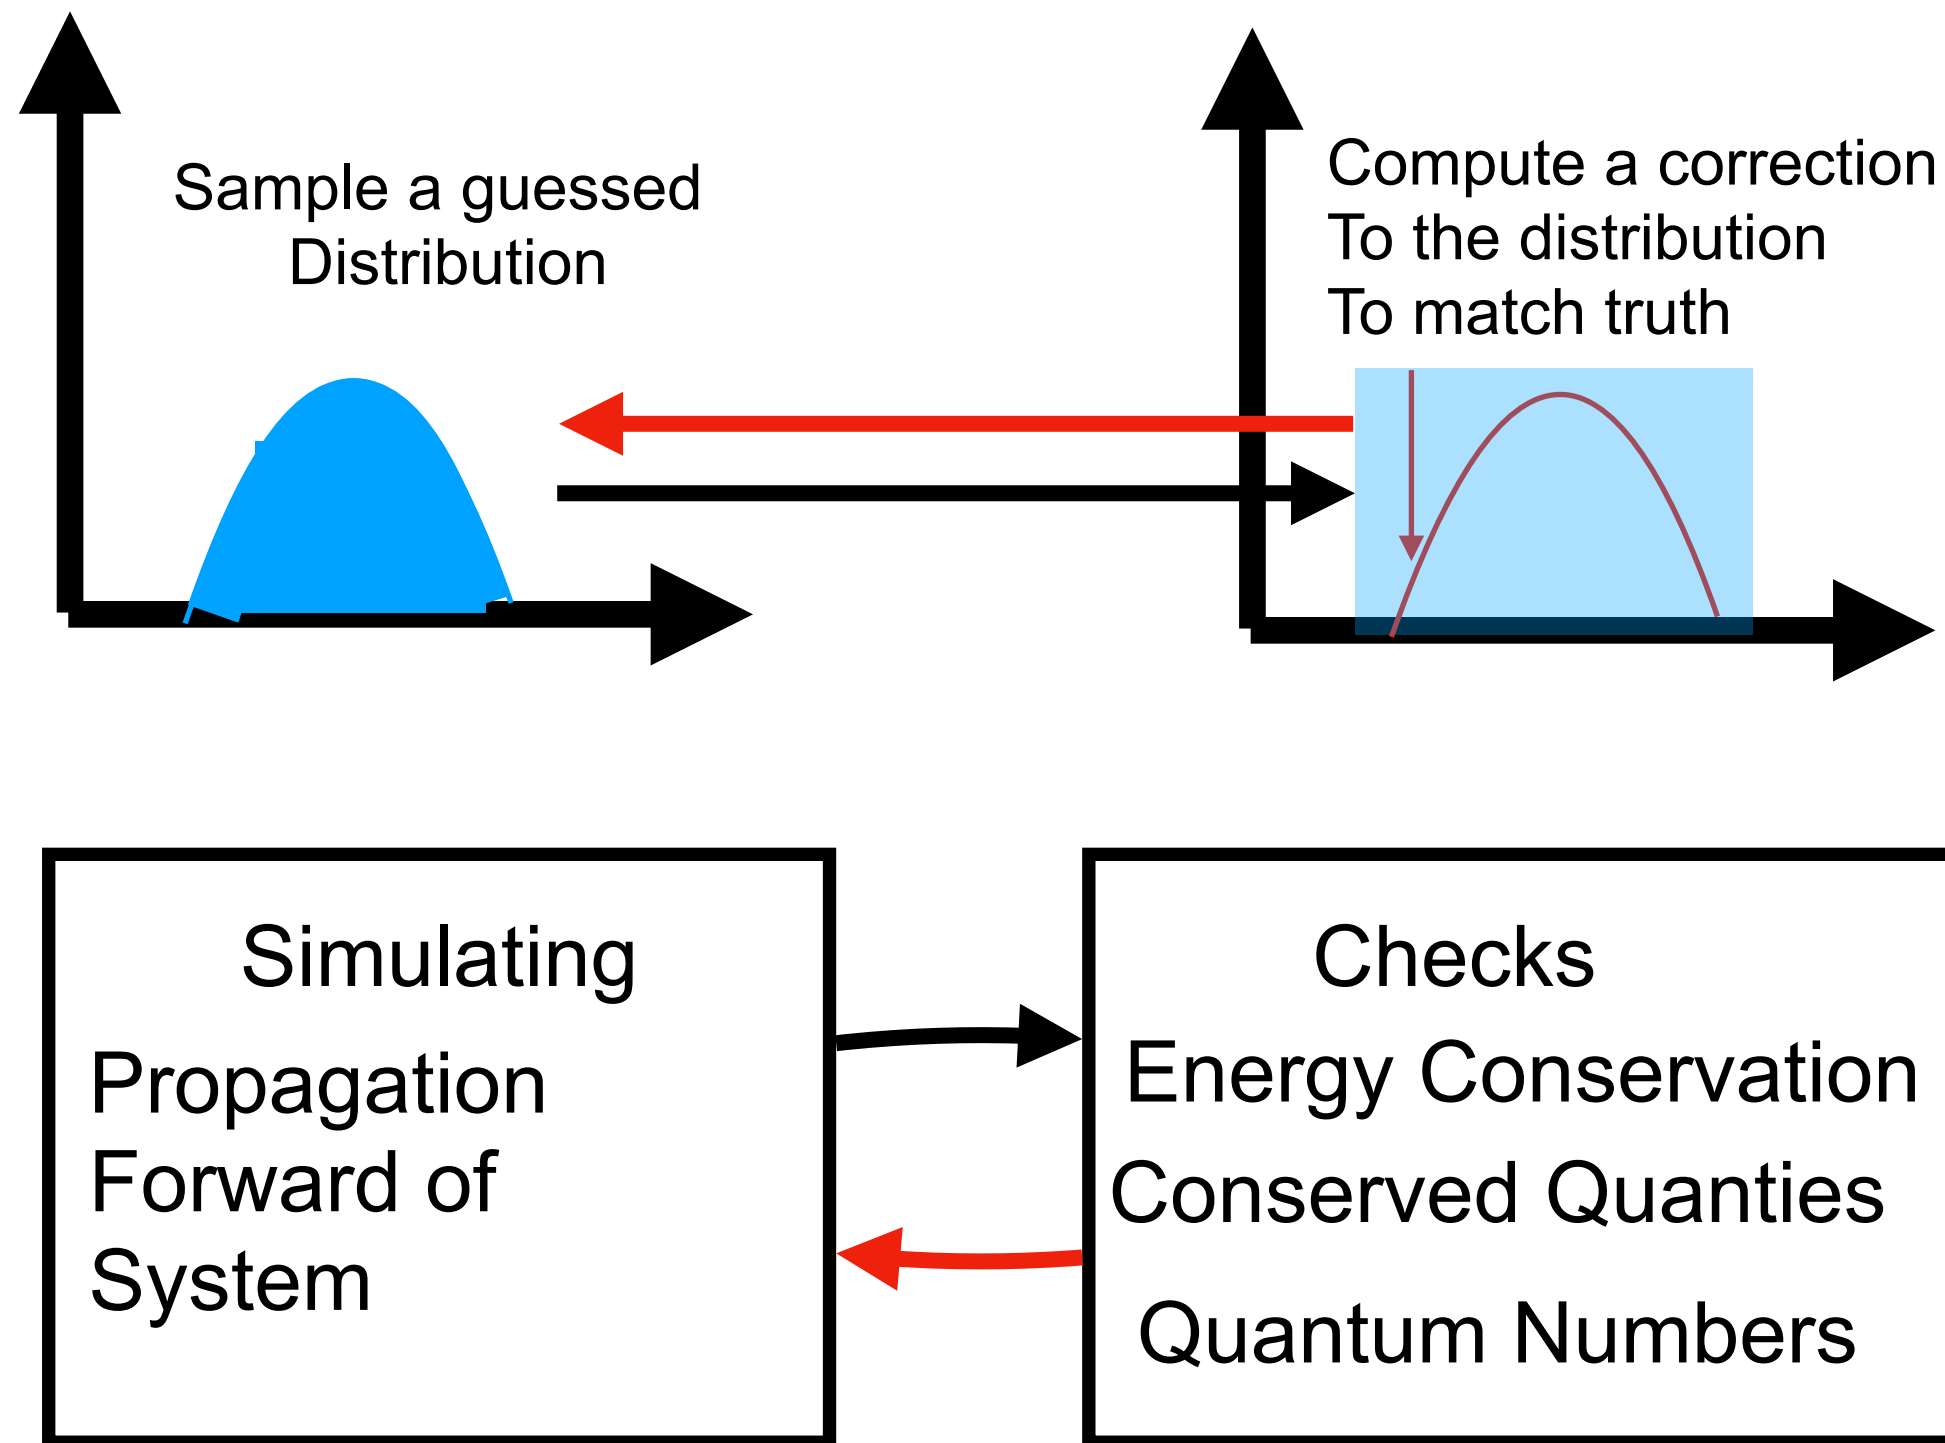 Sample a guessed
Distribution
Compute a correction
To the distribution
To match truth
Simulating
Propagation
Forward of
System
Checks
Energy Conservation
Conserved Quanties
Quantum Numbers